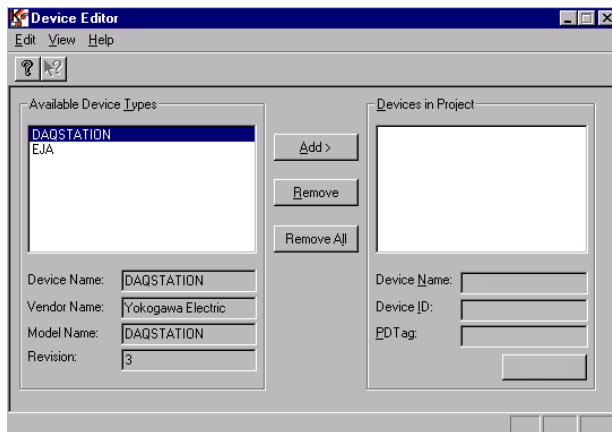 Device Editor
Edit View Help
Available Device Types
DAQSTATION
EJA
Device Name: DAQSTATION
Vendor Name: Yokogawa Electric
Model Name: DAQSTATION
Revision: 3
Add >
Remove
Remove All
Devices in Project
Device Name:
Device ID:
PDTag: